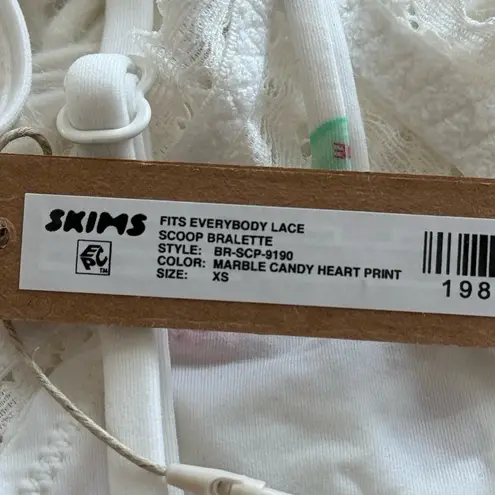 SKIMS
FITS EVERYBODY LACE
SCOOP BRALETTE
STYLE: BR-SCP-9190
COLOR: MARBLE CANDY HEART PRINT
SIZE: XS
198